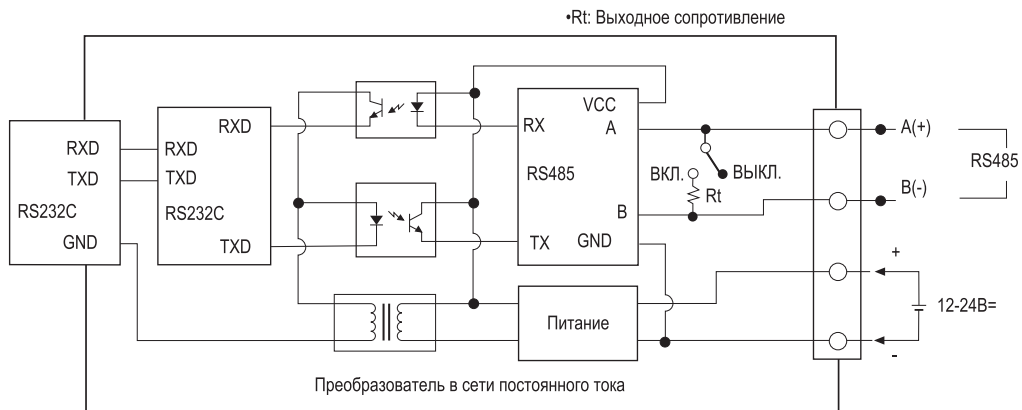 •Rt: Выходное сопротивление
VCC
RXD
RX
A
A(+)
RXD
RXD
RS485
TXD
TXD
RS485
ВКЛ.
ВЫКЛ.
Rt
B(-)
RS232C
RS232C
B
GND
TXD
TX
GND
+
12-24В=
Питание
-
Преобразователь в сети постоянного тока